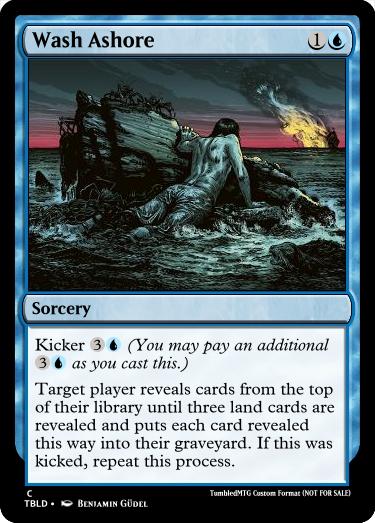 Wash Ashore 1
Sorcery
Kicker 3 (You may pay an additional
3 as you cast this.)
Target player reveals cards from the top
of their library until three land cards are
revealed and puts each card revealed
this way into their graveyard. If this was
kicked, repeat this process.
C
TBLD • Benjamin Güdel
TumbledMTG Custom Format (NOT FOR SALE)